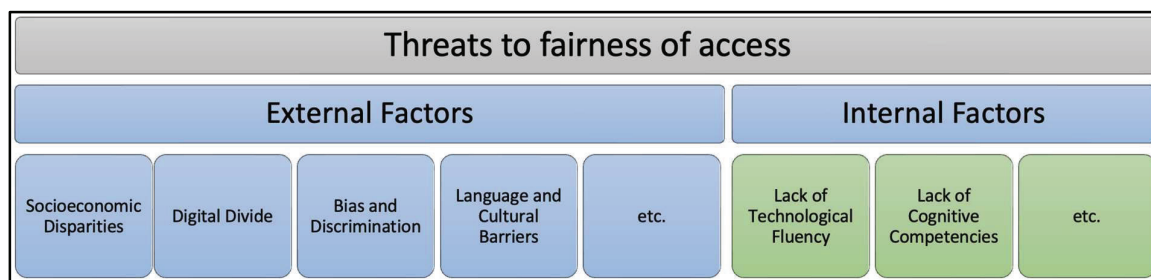 Threats to fairness of access
External Factors
Internal Factors
Socioeconomic
Disparities
Digital Divide
Bias and
Discrimination
Language and
Cultural
Barriers
etc.
Lack of
Technological
Fluency
Lack of
Cognitive
Competencies
etc.